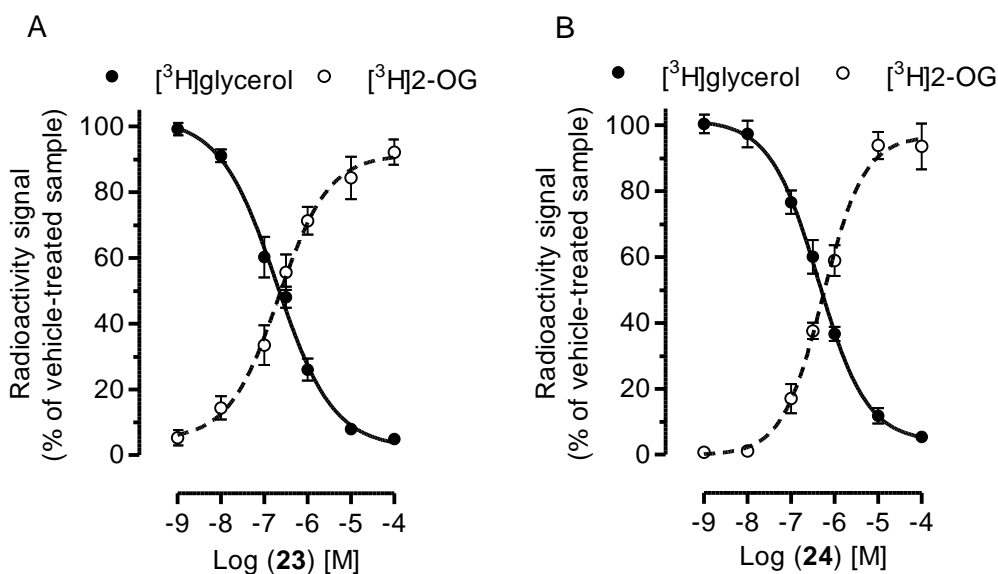 A
● [³H]glycerol ○ [³H]2-OG
Radioactivity signal
(% of vehicle-treated sample)
100
80
60
40
20
0
-9 -8 -7 -6 -5 -4
Log (23) [M]
B
● [³H]glycerol ○ [³H]2-OG
Radioactivity signal
(% of vehicle-treated sample)
100
80
60
40
20
0
-9 -8 -7 -6 -5 -4
Log (24) [M]